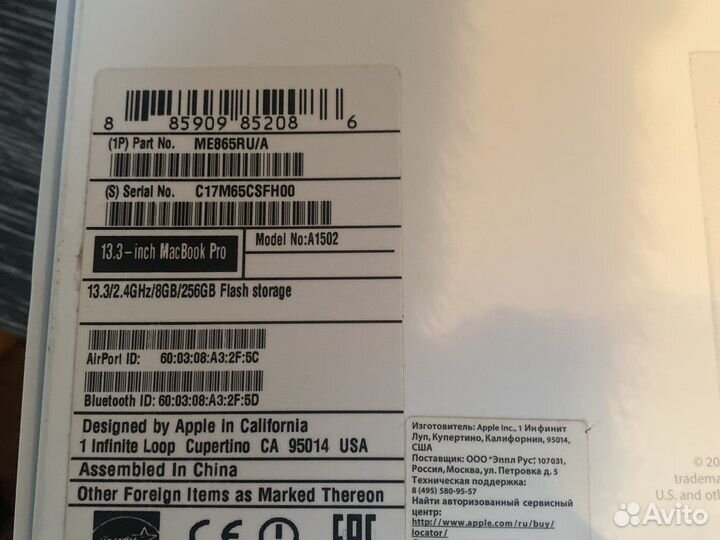 8 85909 85208 6
(1P) Part No. ME865RU/A
(S) Serial No. C17M65CSFH00
13.3-inch MacBook Pro
Model No:A1502
13.3/2.4GHz/8GB/256GB Flash storage
AirPort ID: 60:03:08:A3:2F:5C
Bluetooth ID: 60:03:08:A3:2F:5D
Designed by Apple in California
1 Infinite Loop Cupertino CA 95014 USA
Assembled In China
Other Foreign Items as Marked Thereon
CE
EAC
Изготовитель: Apple Inc., 1 Инфинит
Луп, Купертино, Калифорния, 95014,
США
Поставщик: ООО "Эппл Рус", 107031,
Россия, Москва, ул. Петровка д. 5
Техническая поддержка:
8 (495) 580-95-57
Найти авторизованный сервисный
центр:
http://www.apple.com/ru/buy/
locator/
© 20
tradema
U.S. and oth
Avito